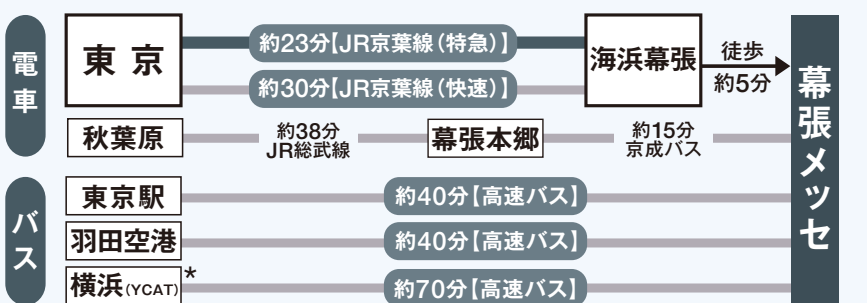 電車
東京
約23分【JR京葉線(特急)】
約30分【JR京葉線(快速)】
海浜幕張
徒歩
約5分
秋葉原
約38分
JR総武線
幕張本郷
約15分
京成バス
幕張メッセ
バス
東京駅
約40分【高速バス】
羽田空港
約40分【高速バス】
横浜(YCAT)*
約70分【高速バス】